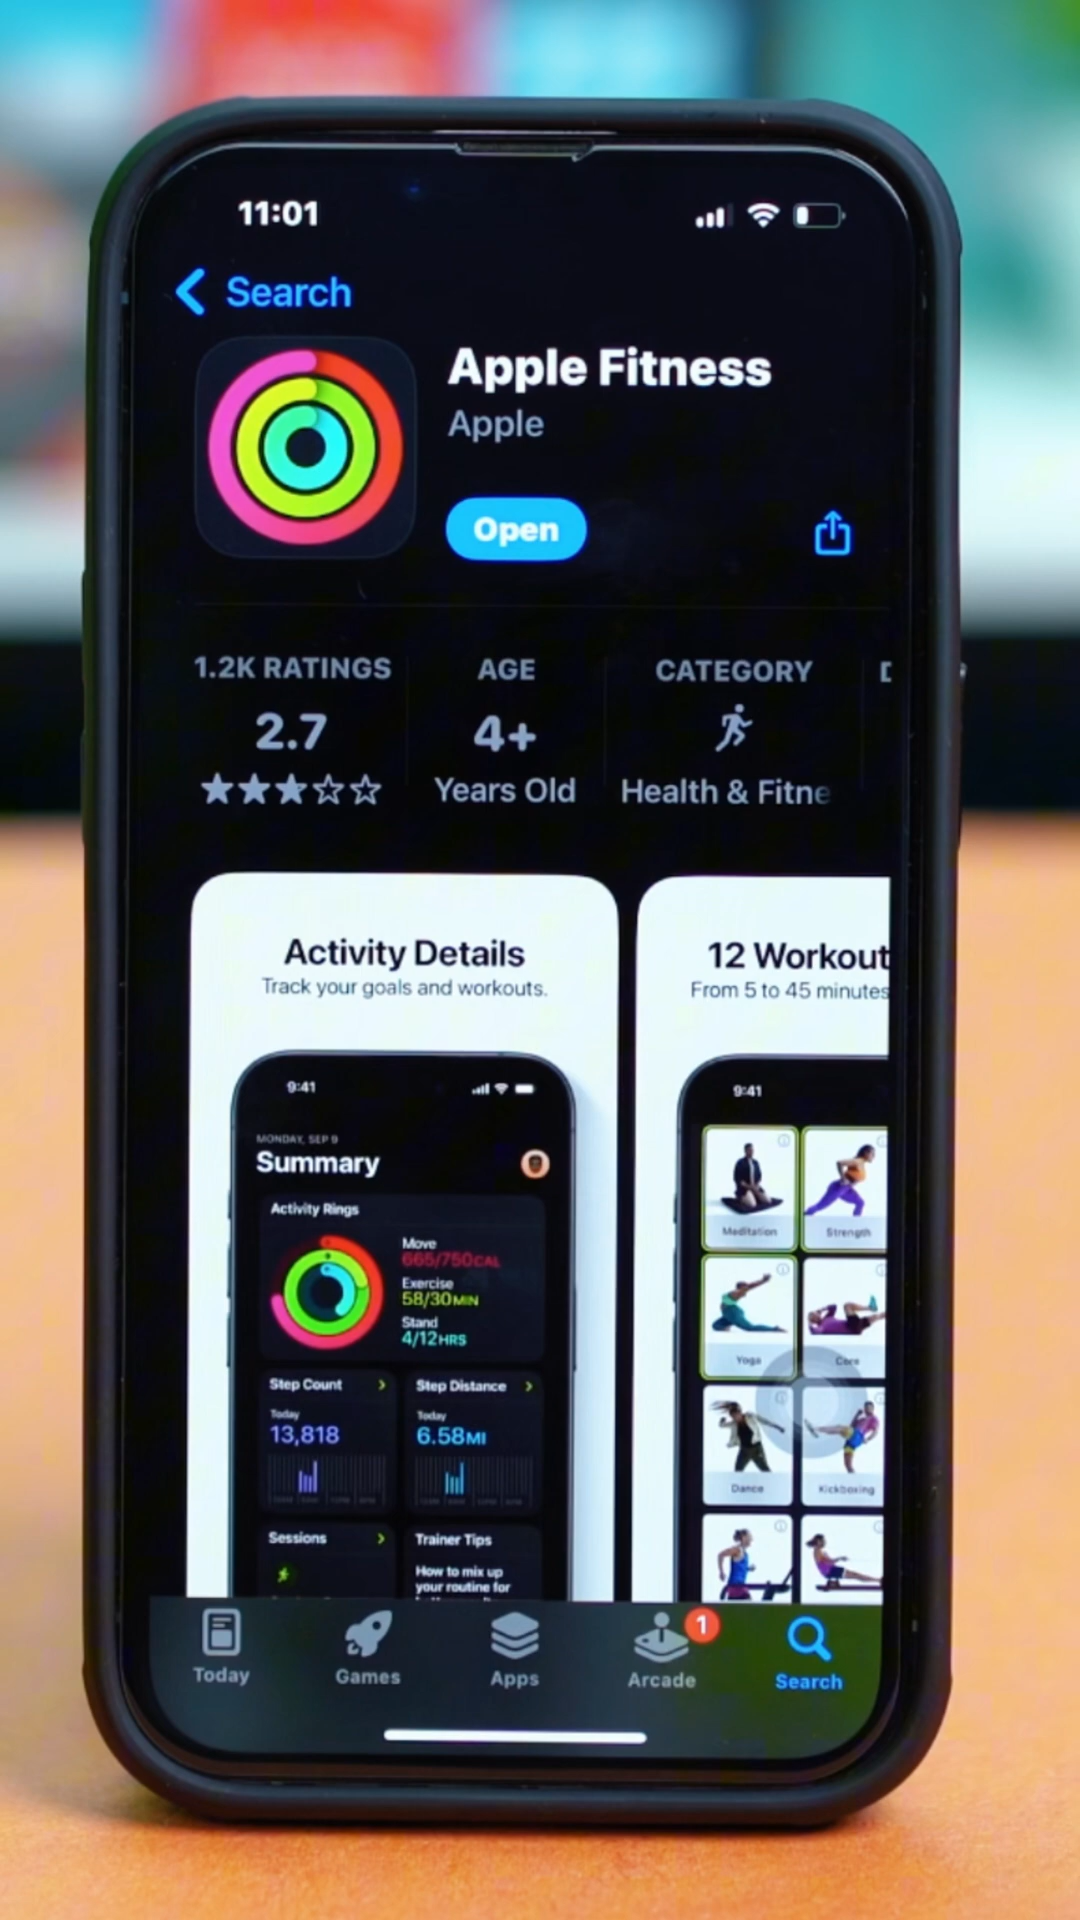 11:01
Search
Apple Fitness
Apple
Open
1.2K RATINGS
2.7
AGE
4+
Years Old
CATEGORY
Health & Fitne
Activity Details
Track your goals and workouts.
9:41
MONDAY, SEP 9
Summary
Activity Rings
Move
665/750CAL
Exercise
58/30MIN
Stand
4/12HRS
Step Count
Today
13,818
Step Distance
Today
6.58MI
Sessions
Trainer Tips
How to mix up
your routine for
12 Workout
From 5 to 45 minutes
9:41
Meditation
Strength
Yoga
Core
Dance
Kickboxing
Today
Games
Apps
Arcade
1
Search